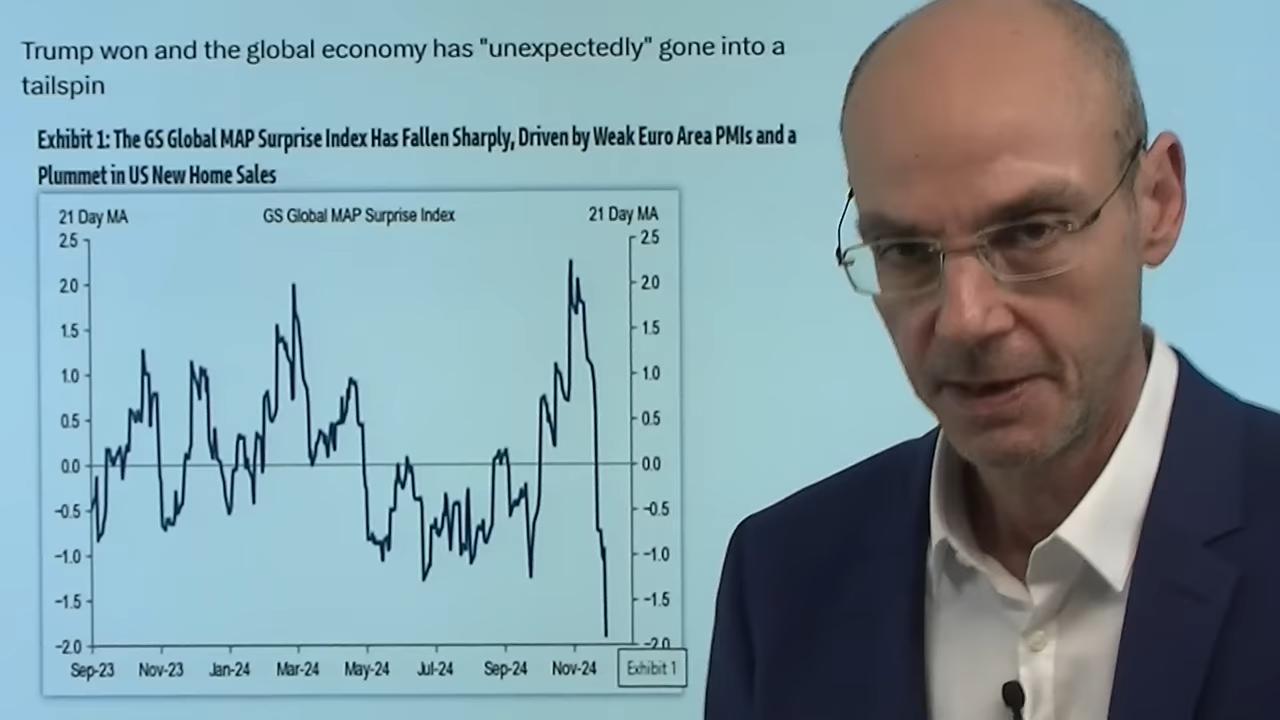 Trump won and the global economy has "unexpectedly" gone into a
tailspin
Exhibit 1: The GS Global MAP Surprise Index Has Fallen Sharply, Driven by Weak Euro Area PMIs and a
Plummet in US New Home Sales
21 Day MA GS Global MAP Surprise Index 21 Day MA
2.5 2.5
2.0 2.0
1.5 1.5
1.0 1.0
0.5 0.5
0.0 0.0
-0.5 -0.5
-1.0 -1.0
-1.5 -1.5
-2.0 -2.0
Sep-23 Nov-23 Jan-24 Mar-24 May-24 Jul-24 Sep-24 Nov-24 Exhibit 1